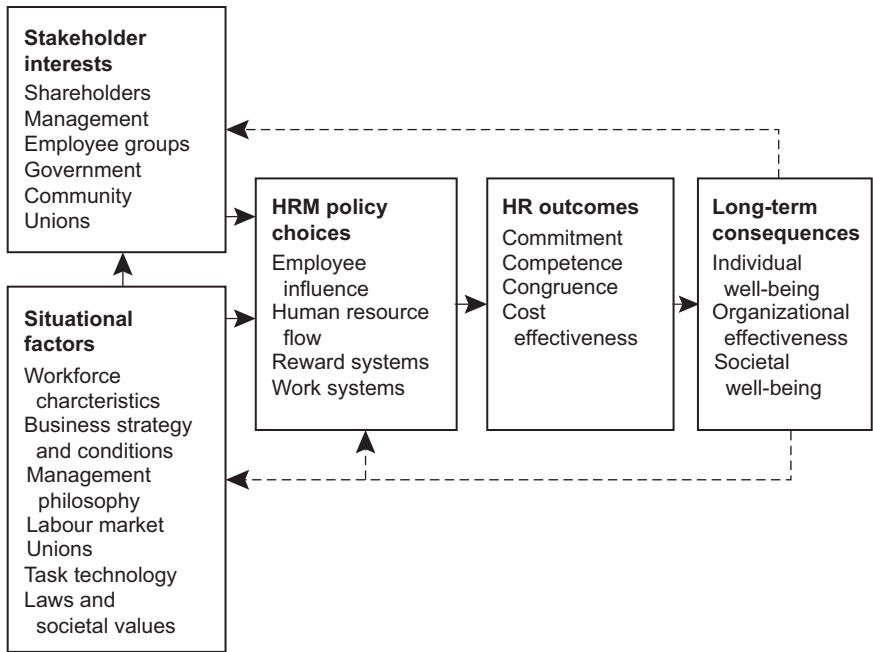 Stakeholder
interests
Shareholders
Management
Employee groups
Government
Community
Unions
Situational
factors
Workforce
charcteristics
Business strategy
and conditions
Management
philosophy
Labour market
Unions
Task technology
Laws and
societal values
HRM policy
choices
Employee
influence
Human resource
flow
Reward systems
Work systems
HR outcomes
Commitment
Competence
Congruence
Cost
effectiveness
Long-term
consequences
Individual
well-being
Organizational
effectiveness
Societal
well-being